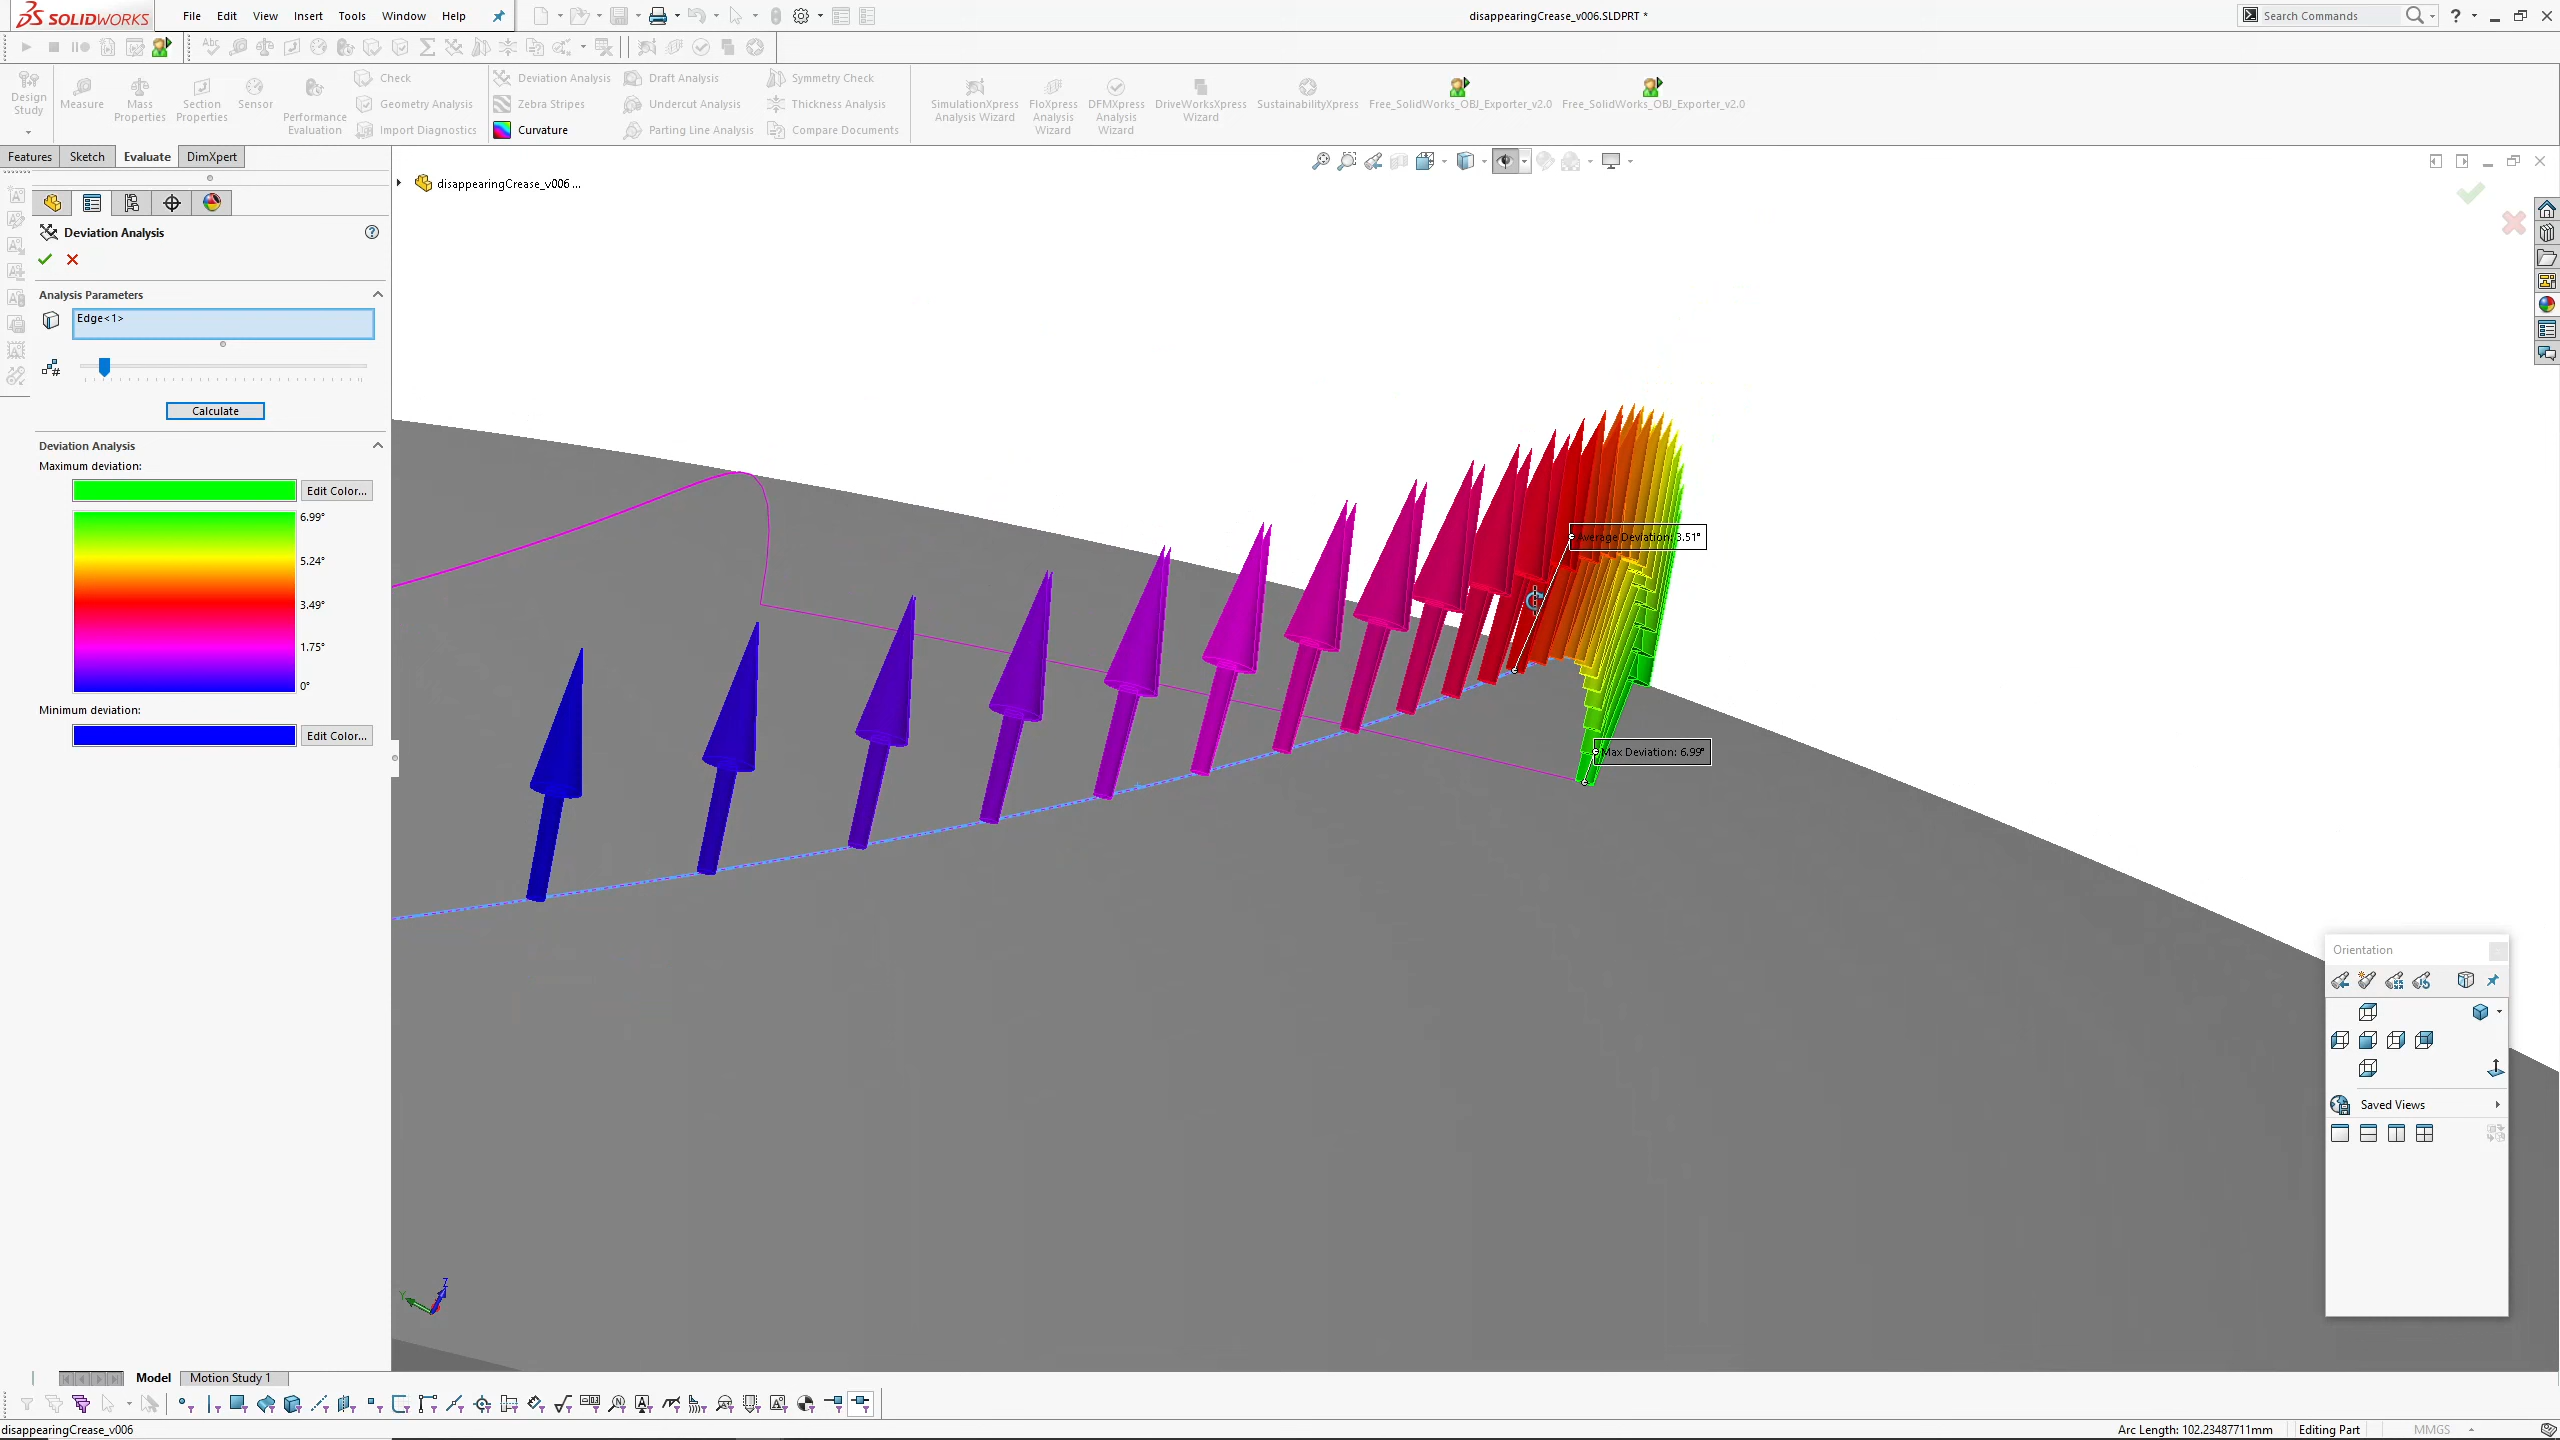 SOLIDWORKS
File Edit View Insert Tools Window Help
disappearingCrease_v006.SLDPRT *
Search Commands
Design Study
Measure
Mass Properties
Section Properties
Sensor
Performance Evaluation
Check
Geometry Analysis
Import Diagnostics
Deviation Analysis
Zebra Stripes
Curvature
Draft Analysis
Undercut Analysis
Parting Line Analysis
Symmetry Check
Thickness Analysis
Compare Documents
SimulationXpress Analysis Wizard
FloXpress Analysis Wizard
DFMXpress Analysis Wizard
DriveWorksXpress Wizard
SustainabilityXpress
Free_SolidWorks_OBJ_Exporter_v2.0
Free_SolidWorks_OBJ_Exporter_v2.0
Features Sketch Evaluate DimXpert
disappearingCrease_v006 ...
Deviation Analysis
Analysis Parameters
Edge<1>
Calculate
Deviation Analysis
Maximum deviation:
Edit Color...
6.99°
5.24°
3.49°
1.75°
0°
Minimum deviation:
Edit Color...
Average Deviation: 3.51°
Max Deviation: 6.99°
Orientation
Saved Views
Y
Z
Model Motion Study 1
disappearingCrease_v006
Arc Length: 102.23487711mm
Editing Part
MMGS